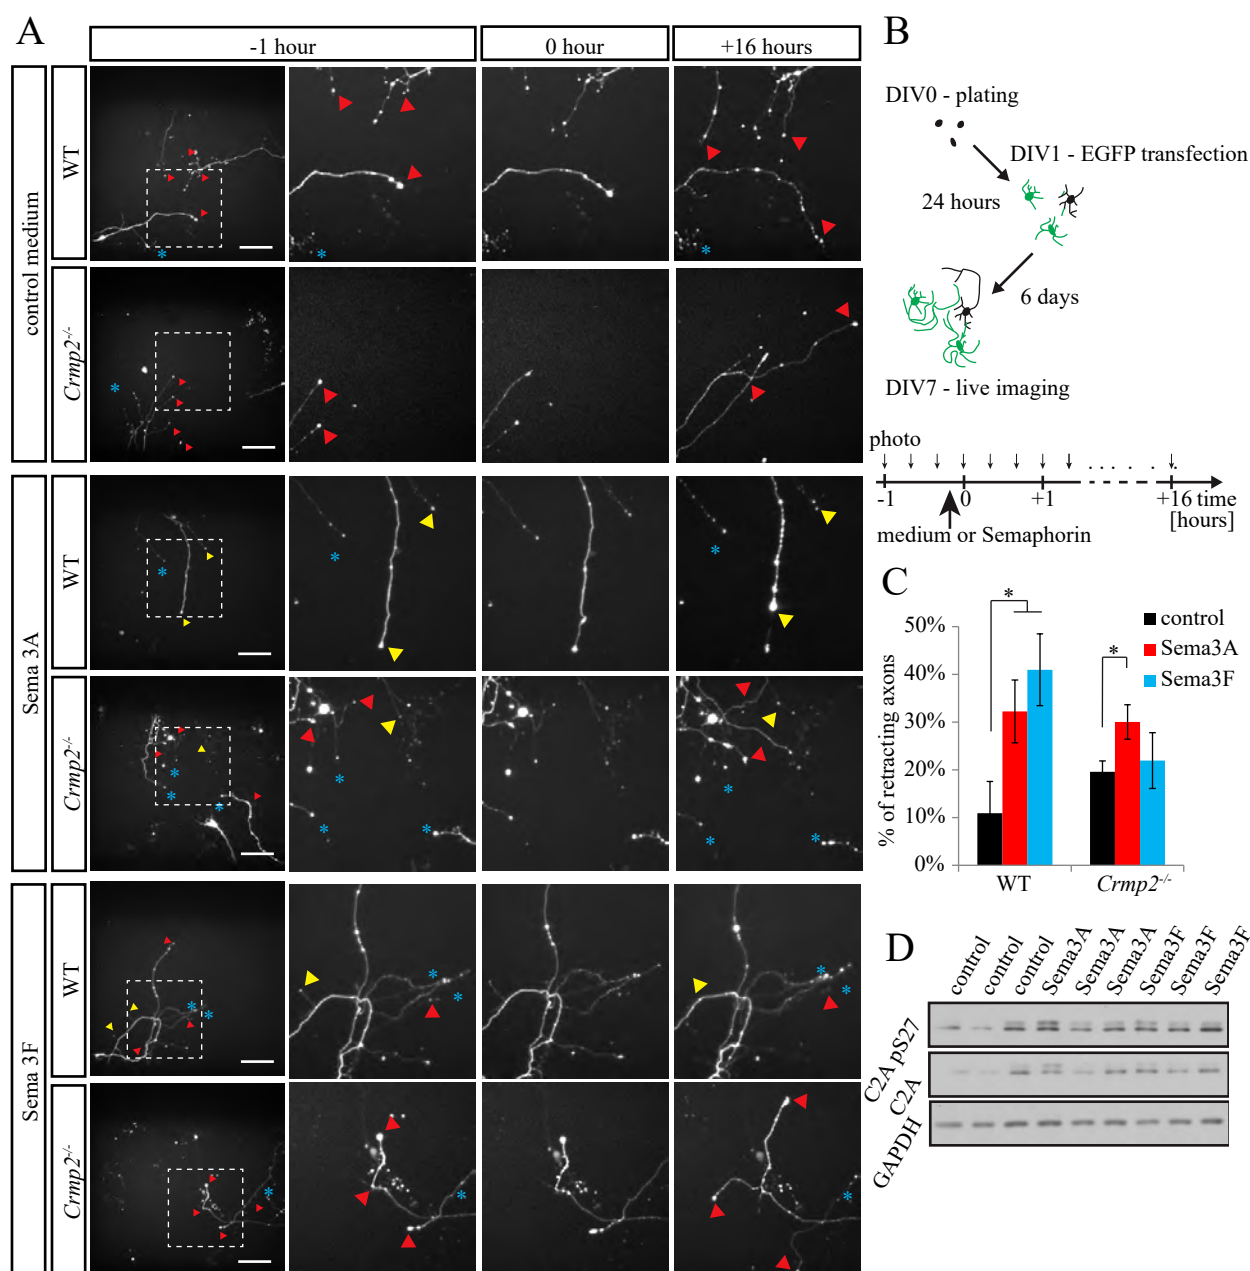 A
-1 hour
0 hour
+16 hours
control medium
WT
Crmp2-/-
Sema 3A
WT
Crmp2-/-
Sema 3F
WT
Crmp2-/-
*
B
DIV0 - plating
DIV1 - EGFP transfection
24 hours
6 days
DIV7 - live imaging
photo
-1
0
+1
+16 time
[hours]
medium or Semaphorin
C
% of retracting axons
50%
40%
30%
20%
10%
0%
*
*
control
Sema3A
Sema3F
WT
Crmp2-/-
D
control
control
control
Sema3A
Sema3A
Sema3A
Sema3F
Sema3F
Sema3F
C2A pS27
C2A
GAPDH